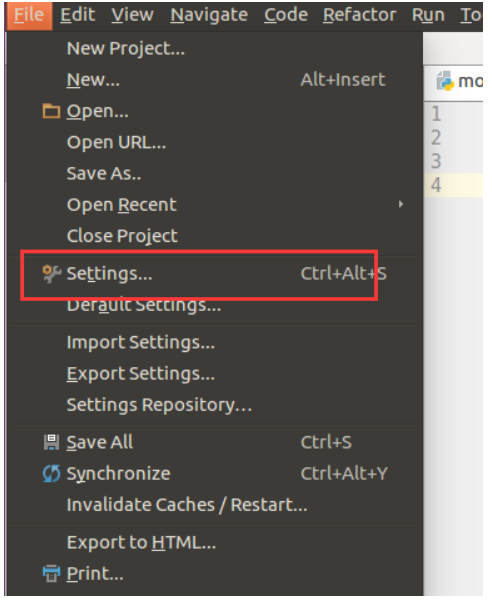 File Edit View Navigate Code Refactor Run To
New Project...
New... Alt+Insert
mo
Open...
1
Open URL...
2
Save As..
3
4
Open Recent
Close Project
Settings... Ctrl+Alt+S
Default Settings...
Import Settings...
Export Settings...
Settings Repository...
Save All Ctrl+S
Synchronize Ctrl+Alt+Y
Invalidate Caches / Restart...
Export to HTML...
Print...